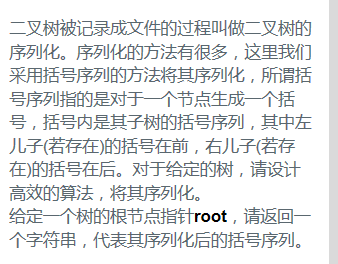 二叉树被记录成文件的过程叫做二叉树的
序列化。序列化的方法有很多，这里我们
采用括号序列的方法将其序列化，所谓括
号序列指的是对于一个节点生成一个括
号，括号内是其子树的括号序列，其中左
儿子(若存在)的括号在前，右儿子(若存
在)的括号在后。对于给定的树，请设计
高效的算法，将其序列化。
给定一个树的根节点指针root，请返回一
个字符串，代表其序列化后的括号序列。